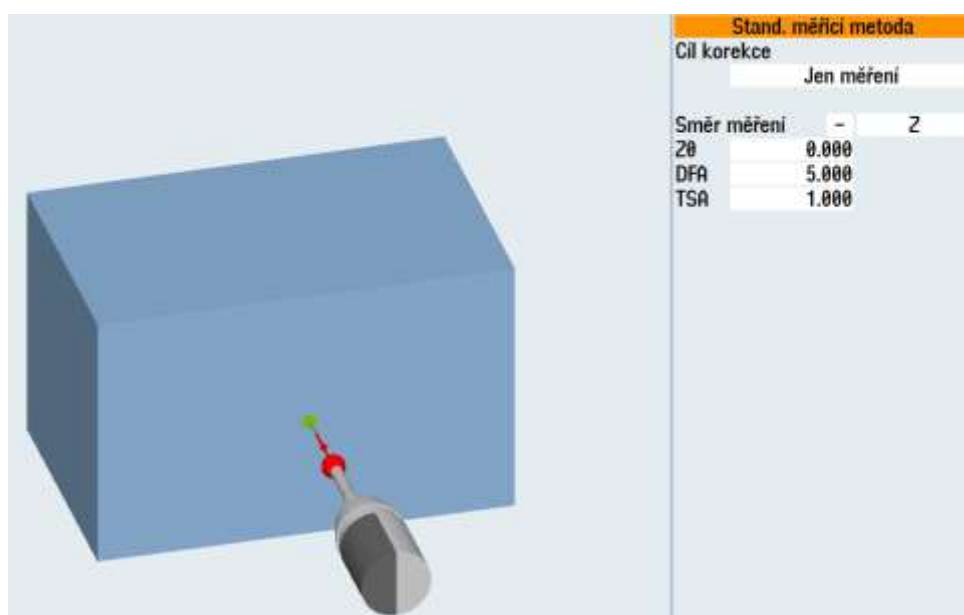 Stand. měřicí metoda
Cíl korekce
Jen měření
Směr měření - Z
Z0 0.000
DFA 5.000
TSA 1.000